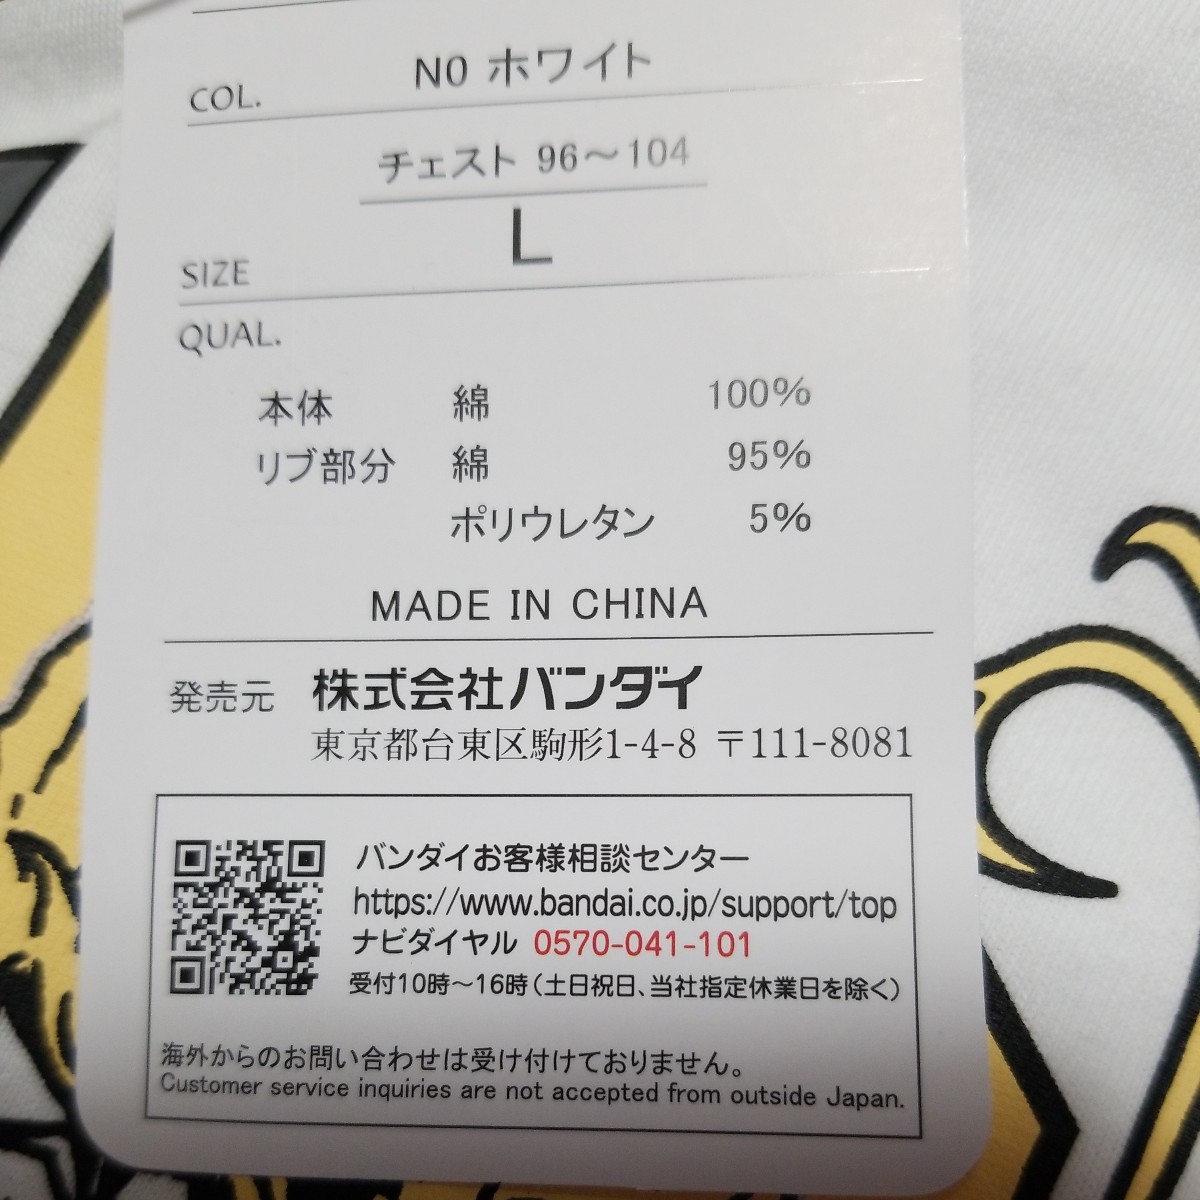 COL. N0 ホワイト
チェスト 96～104
SIZE L
QUAL.
本体 綿 100%
リブ部分 綿 95%
ポリウレタン 5%
MADE IN CHINA
発売元 株式会社バンダイ
東京都台東区駒形1-4-8 〒111-8081
バンダイお客様相談センター
https://www.bandai.co.jp/support/top
ナビダイヤル 0570-041-101
受付10時～16時(土日祝日、当社指定休業日を除く)
海外からのお問い合わせは受け付けておりません。
Customer service inquiries are not accepted from outside Japan.